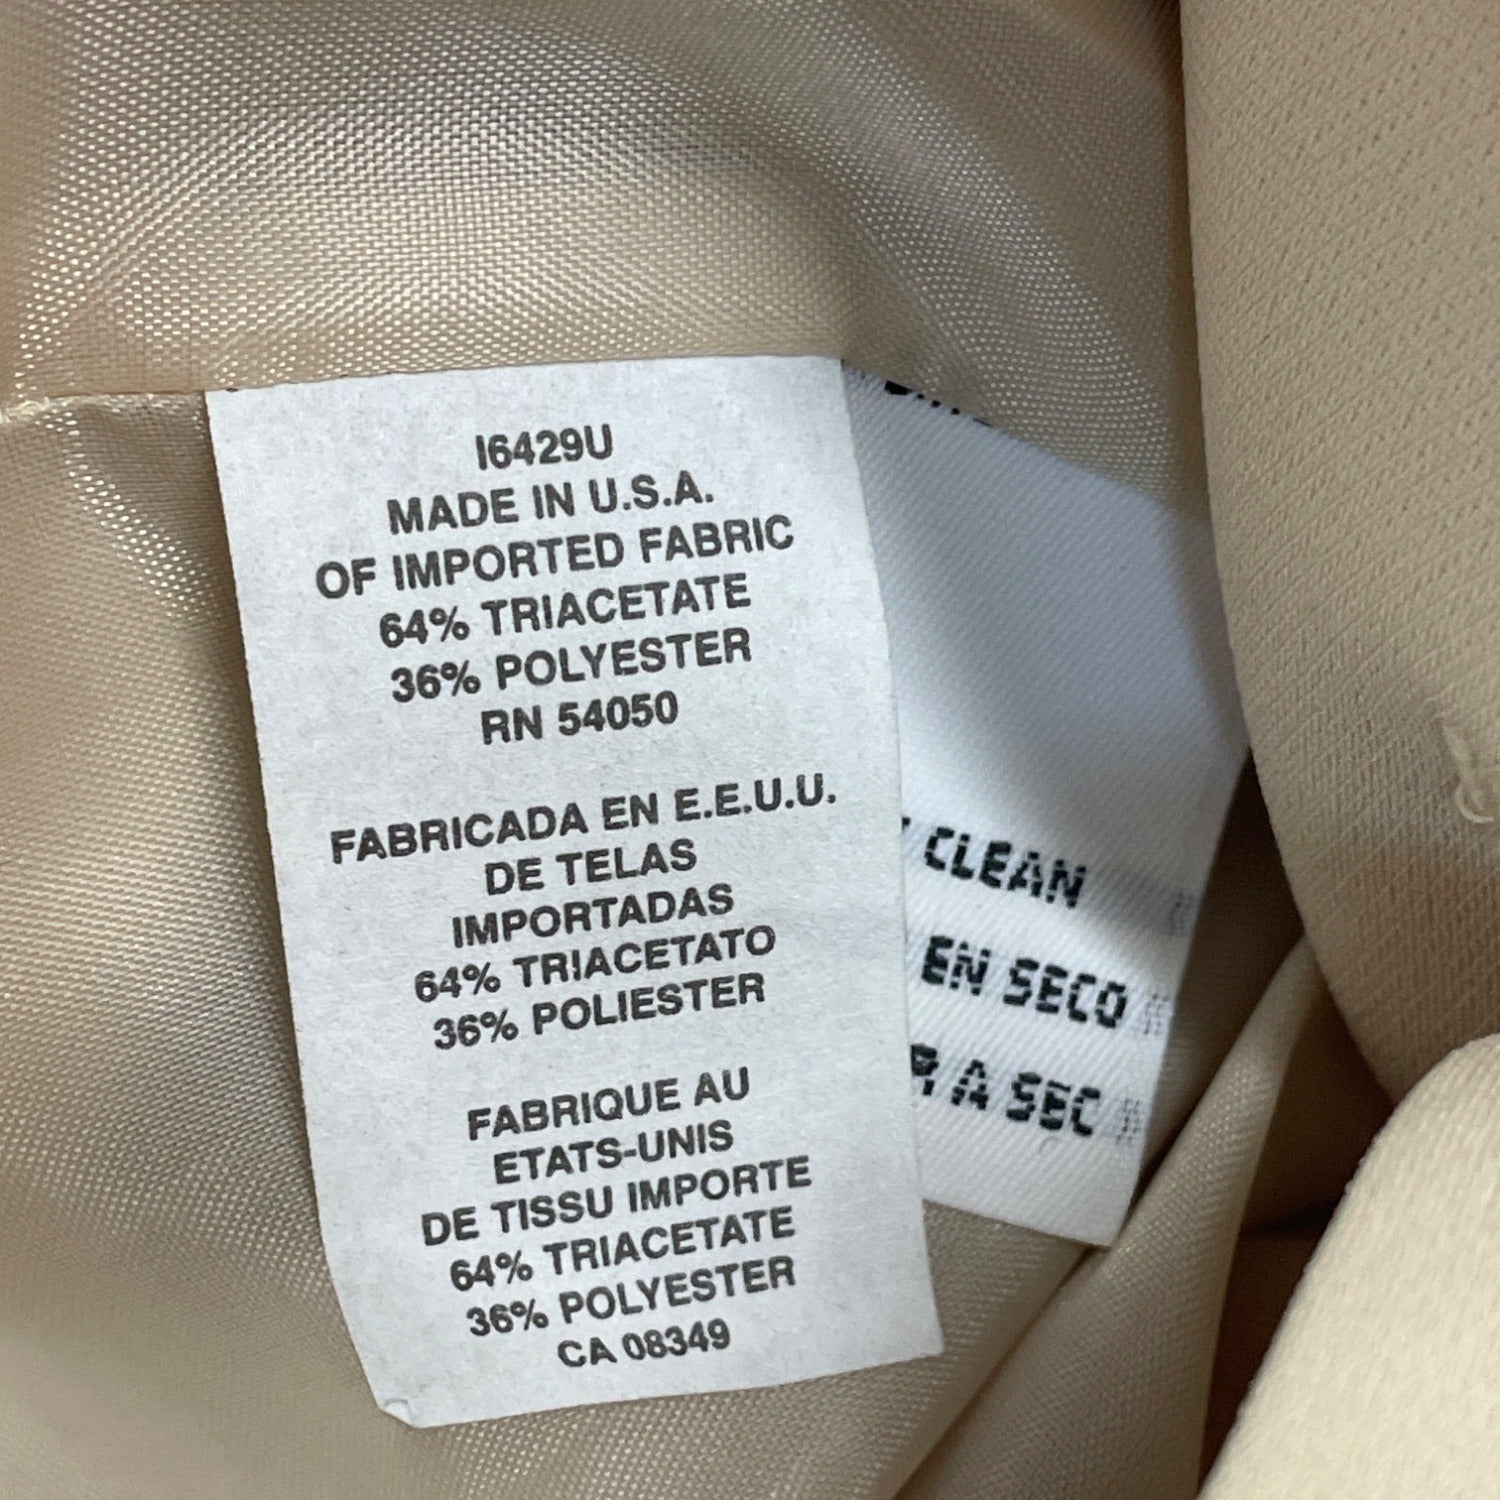 I6429U
MADE IN U.S.A.
OF IMPORTED FABRIC
64% TRIACETATE
36% POLYESTER
RN 54050
FABRICADA EN E.E.U.U.
DE TELAS
IMPORTADAS
64% TRIACETATO
36% POLIESTER
FABRIQUE AU
ETATS-UNIS
DE TISSU IMPORTE
64% TRIACETATE
36% POLYESTER
CA 08349
CLEAN
EN SECO
A SEC